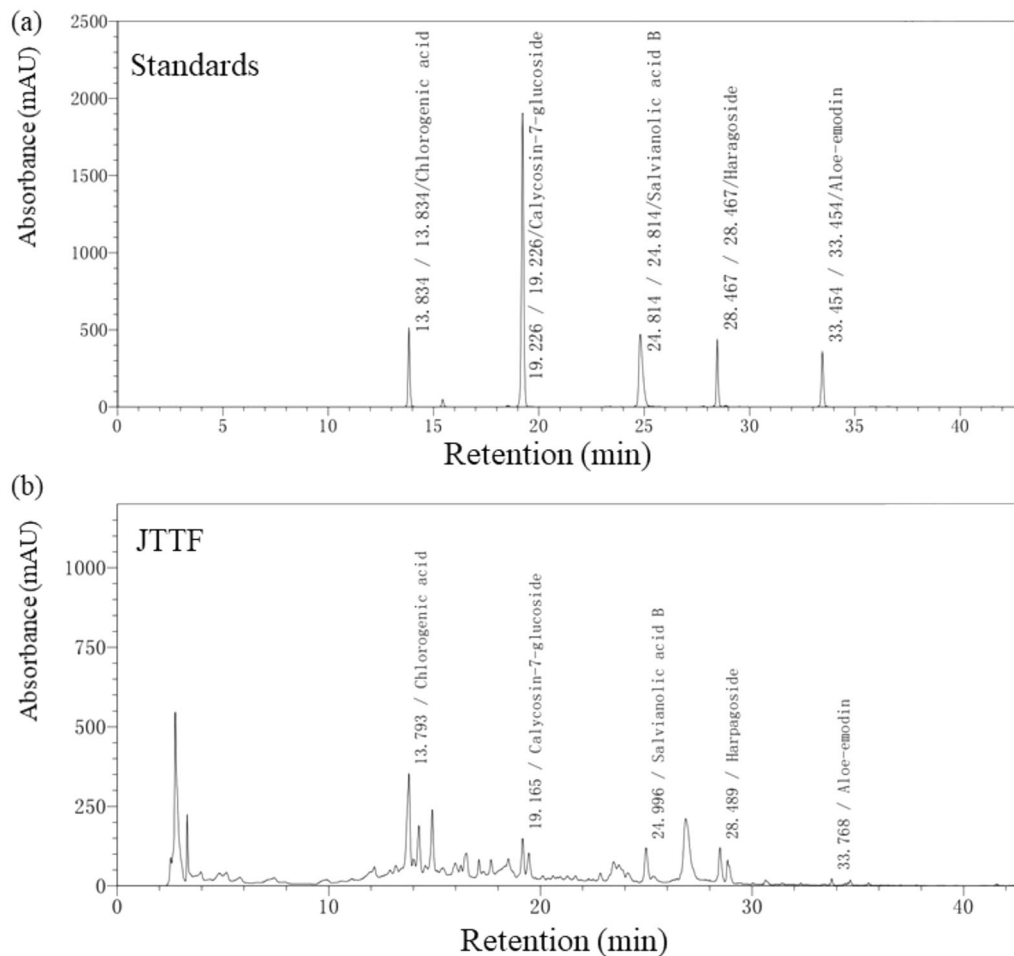 (a)
Standards
Absorbance (mAU)
2500
2000
1500
1000
500
0
13.834 / 13.834/Chlorogenic acid
19.226 / 19.226/Calycosin-7-glucoside
24.814 / 24.814/Salvianolic acid B
28.467 / 28.467/Haragoside
33.454 / 33.454/Aloe-emodin
0 5 10 15 20 25 30 35 40
Retention (min)
(b)
JTTF
Absorbance (mAU)
1000
750
500
250
0
13.793 / Chlorogenic acid
19.165 / Calycosin-7-glucoside
24.996 / Salvianolic acid B
28.489 / Harpagoside
33.768 / Aloe-emodin
0 10 20 30 40
Retention (min)